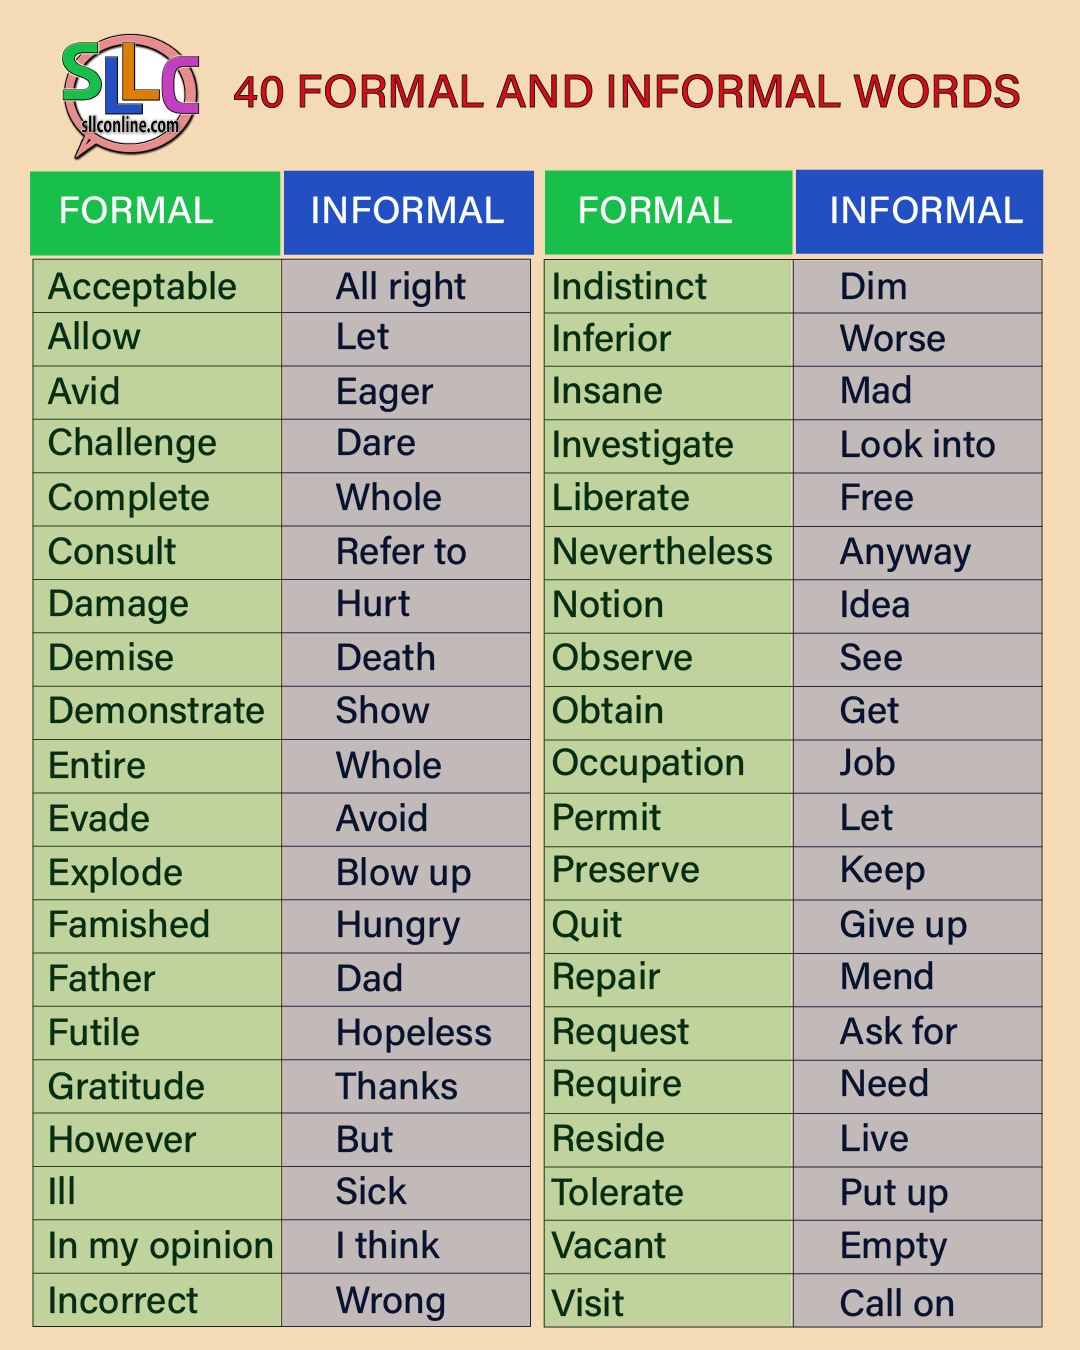 SLLC
sllconline.com
40 FORMAL AND INFORMAL WORDS
FORMAL INFORMAL FORMAL INFORMAL
Acceptable All right Indistinct Dim
Allow Let Inferior Worse
Avid Eager Insane Mad
Challenge Dare Investigate Look into
Complete Whole Liberate Free
Consult Refer to Nevertheless Anyway
Damage Hurt Notion Idea
Demise Death Observe See
Demonstrate Show Obtain Get
Entire Whole Occupation Job
Evade Avoid Permit Let
Explode Blow up Preserve Keep
Famished Hungry Quit Give up
Father Dad Repair Mend
Futile Hopeless Request Ask for
Gratitude Thanks Require Need
However But Reside Live
Ill Sick Tolerate Put up
In my opinion I think Vacant Empty
Incorrect Wrong Visit Call on